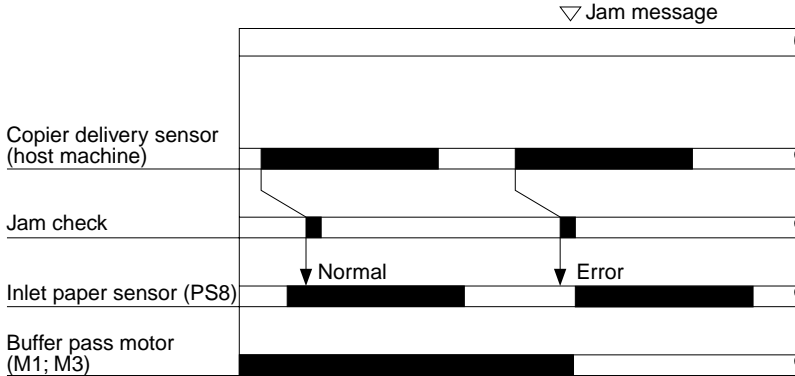 ▽ Jam message
Copier delivery sensor
(host machine)
Jam check
Normal
Error
Inlet paper sensor (PS8)
Buffer pass motor
(M1; M3)